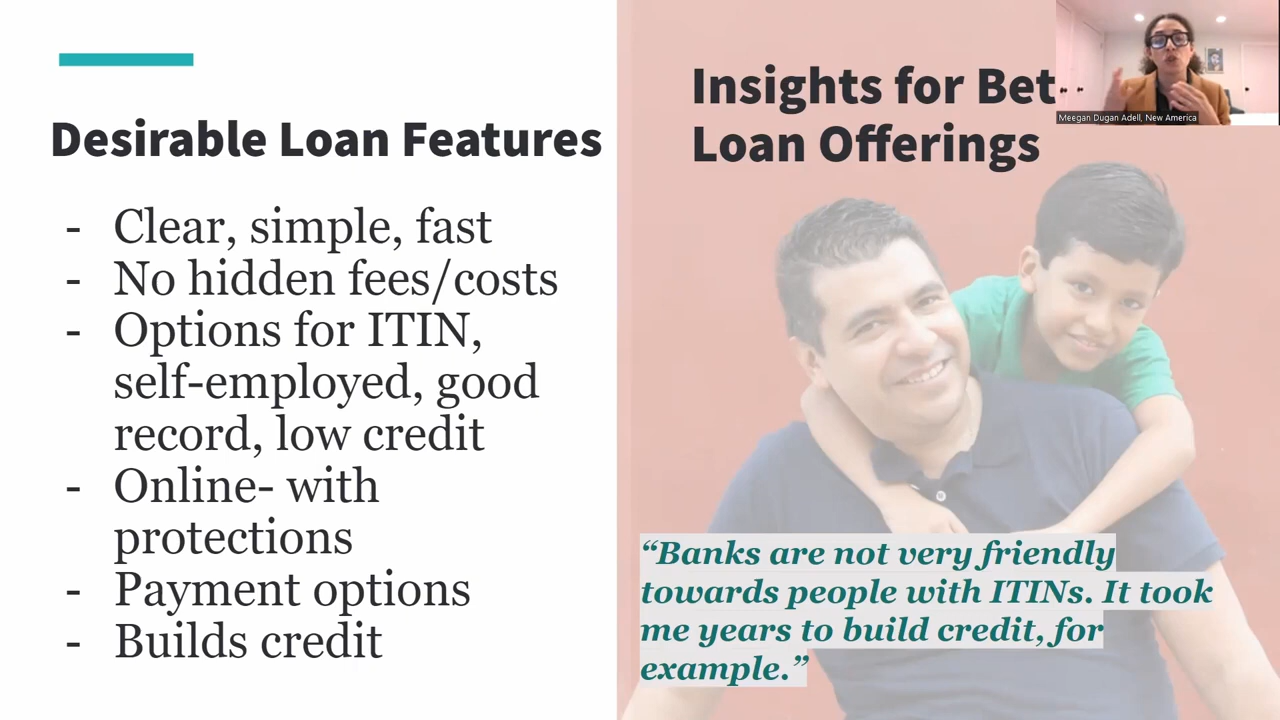 Desirable Loan Features
- Clear, simple, fast
- No hidden fees/costs
- Options for ITIN,
self-employed, good
record, low credit
- Online- with
protections
- Payment options
- Builds credit
Insights for Bet
Loan Offerings
Meegan Dugan Adell, New America
“Banks are not very friendly
towards people with ITINs. It took
me years to build credit, for
example.”